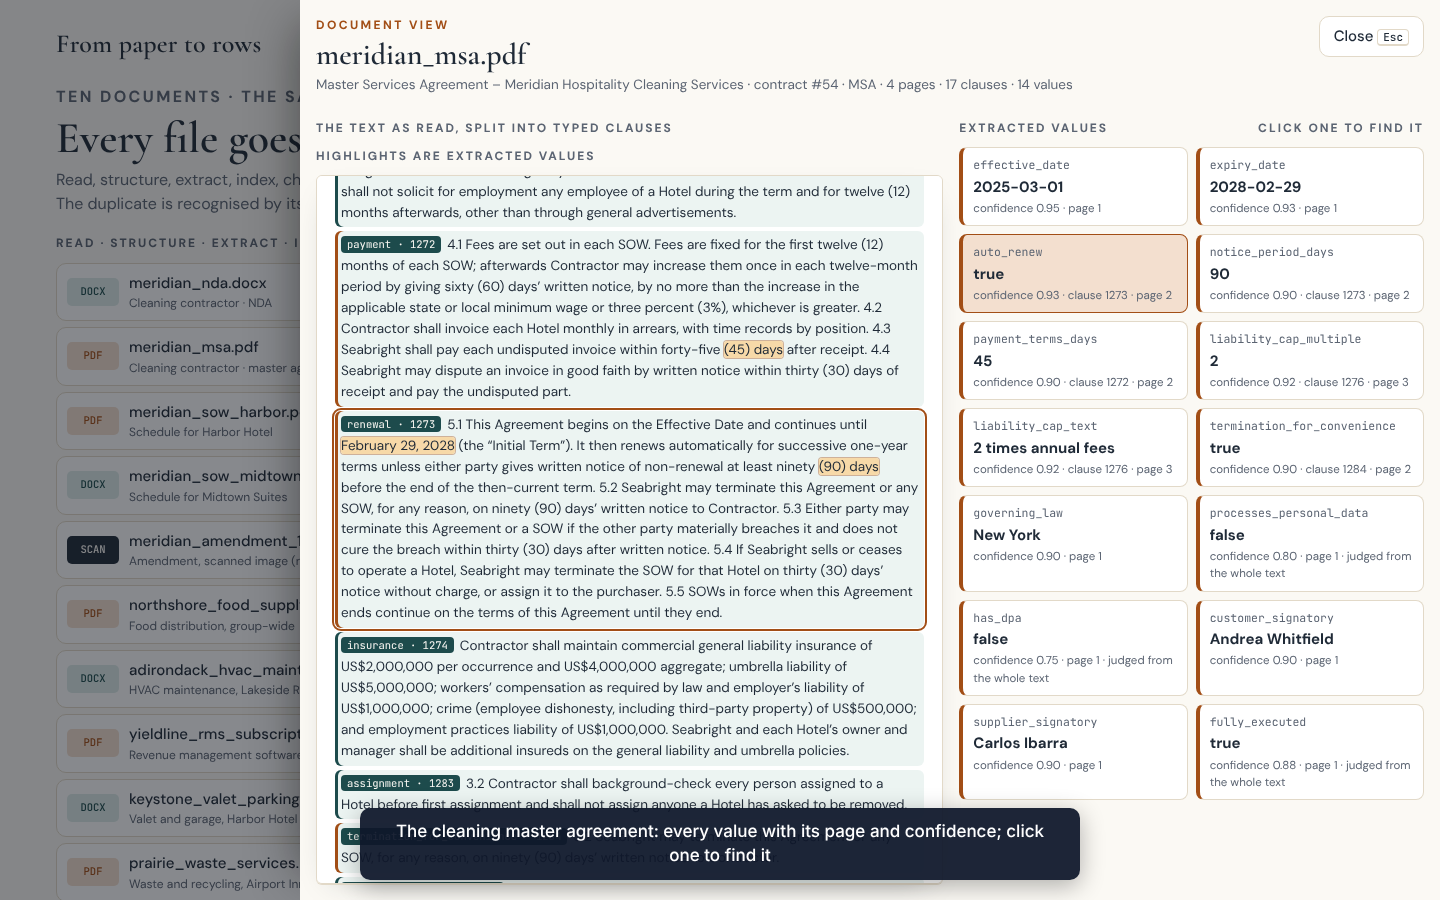 From paper to rows
TEN DOCUMENTS · THE SA
Every file goes
Read, structure, extract, index, ch
The duplicate is recognised by its
READ · STRUCTURE · EXTRACT · I
DOCX
meridian_nda.docx
Cleaning contractor · NDA
PDF
meridian_msa.pdf
Cleaning contractor · master ag
PDF
meridian_sow_harbor.p
Schedule for Harbor Hotel
DOCX
meridian_sow_midtown
Schedule for Midtown Suites
SCAN
meridian_amendment_1
Amendment, scanned image (n
PDF
northshore_food_suppl
Food distribution, group-wide
DOCX
adirondack_hvac_maint
HVAC maintenance, Lakeside R
PDF
yieldline_rms_subscript
Revenue management software
DOCX
keystone_valet_parking
Valet and garage, Harbor Hotel
PDF
prairie_waste_services.
Waste and recycling, Airport Inn
DOCUMENT VIEW
meridian_msa.pdf
Master Services Agreement – Meridian Hospitality Cleaning Services · contract #54 · MSA · 4 pages · 17 clauses · 14 values
Close Esc
THE TEXT AS READ, SPLIT INTO TYPED CLAUSES
HIGHLIGHTS ARE EXTRACTED VALUES
shall not solicit for employment any employee of a Hotel during the term and for twelve (12)
months afterwards, other than through general advertisements.
payment · 1272 4.1 Fees are set out in each SOW. Fees are fixed for the first twelve (12)
months of each SOW; afterwards Contractor may increase them once in each twelve-month
period by giving sixty (60) days’ written notice, by no more than the increase in the
applicable state or local minimum wage or three percent (3%), whichever is greater. 4.2
Contractor shall invoice each Hotel monthly in arrears, with time records by position. 4.3
Seabright shall pay each undisputed invoice within forty-five (45) days after receipt. 4.4
Seabright may dispute an invoice in good faith by written notice within thirty (30) days of
receipt and pay the undisputed part.
renewal · 1273 5.1 This Agreement begins on the Effective Date and continues until
February 29, 2028 (the “Initial Term”). It then renews automatically for successive one-year
terms unless either party gives written notice of non-renewal at least ninety (90) days
before the end of the then-current term. 5.2 Seabright may terminate this Agreement or any
SOW, for any reason, on ninety (90) days’ written notice to Contractor. 5.3 Either party may
terminate this Agreement or a SOW if the other party materially breaches it and does not
cure the breach within thirty (30) days after written notice. 5.4 If Seabright sells or ceases
to operate a Hotel, Seabright may terminate the SOW for that Hotel on thirty (30) days’
notice without charge, or assign it to the purchaser. 5.5 SOWs in force when this Agreement
ends continue on the terms of this Agreement until they end.
insurance · 1274 Contractor shall maintain commercial general liability insurance of
US$2,000,000 per occurrence and US$4,000,000 aggregate; umbrella liability of
US$5,000,000; workers’ compensation as required by law and employer’s liability of
US$1,000,000; crime (employee dishonesty, including third-party property) of US$500,000;
and employment practices liability of US$1,000,000. Seabright and each Hotel’s owner and
manager shall be additional insureds on the general liability and umbrella policies.
assignment · 1283 3.2 Contractor shall background-check every person assigned to a
Hotel before first assignment and shall not assign anyone a Hotel has asked to be removed.
SOW, for any reason, on ninety (90) days’ written
EXTRACTED VALUES
CLICK ONE TO FIND IT
effective_date
2025-03-01
confidence 0.95 · page 1
expiry_date
2028-02-29
confidence 0.93 · page 1
auto_renew
true
confidence 0.93 · clause 1273 · page 2
notice_period_days
90
confidence 0.90 · clause 1273 · page 2
payment_terms_days
45
confidence 0.90 · clause 1272 · page 2
liability_cap_multiple
2
confidence 0.92 · clause 1276 · page 3
liability_cap_text
2 times annual fees
confidence 0.92 · clause 1276 · page 3
termination_for_convenience
true
confidence 0.90 · clause 1284 · page 2
governing_law
New York
confidence 0.90 · page 1
processes_personal_data
false
confidence 0.80 · page 1 · judged from
the whole text
has_dpa
false
confidence 0.75 · page 1 · judged from
the whole text
customer_signatory
Andrea Whitfield
confidence 0.90 · page 1
supplier_signatory
Carlos Ibarra
confidence 0.90 · page 1
fully_executed
true
confidence 0.88 · page 1 · judged from
the whole text
The cleaning master agreement: every value with its page and confidence; click
one to find it